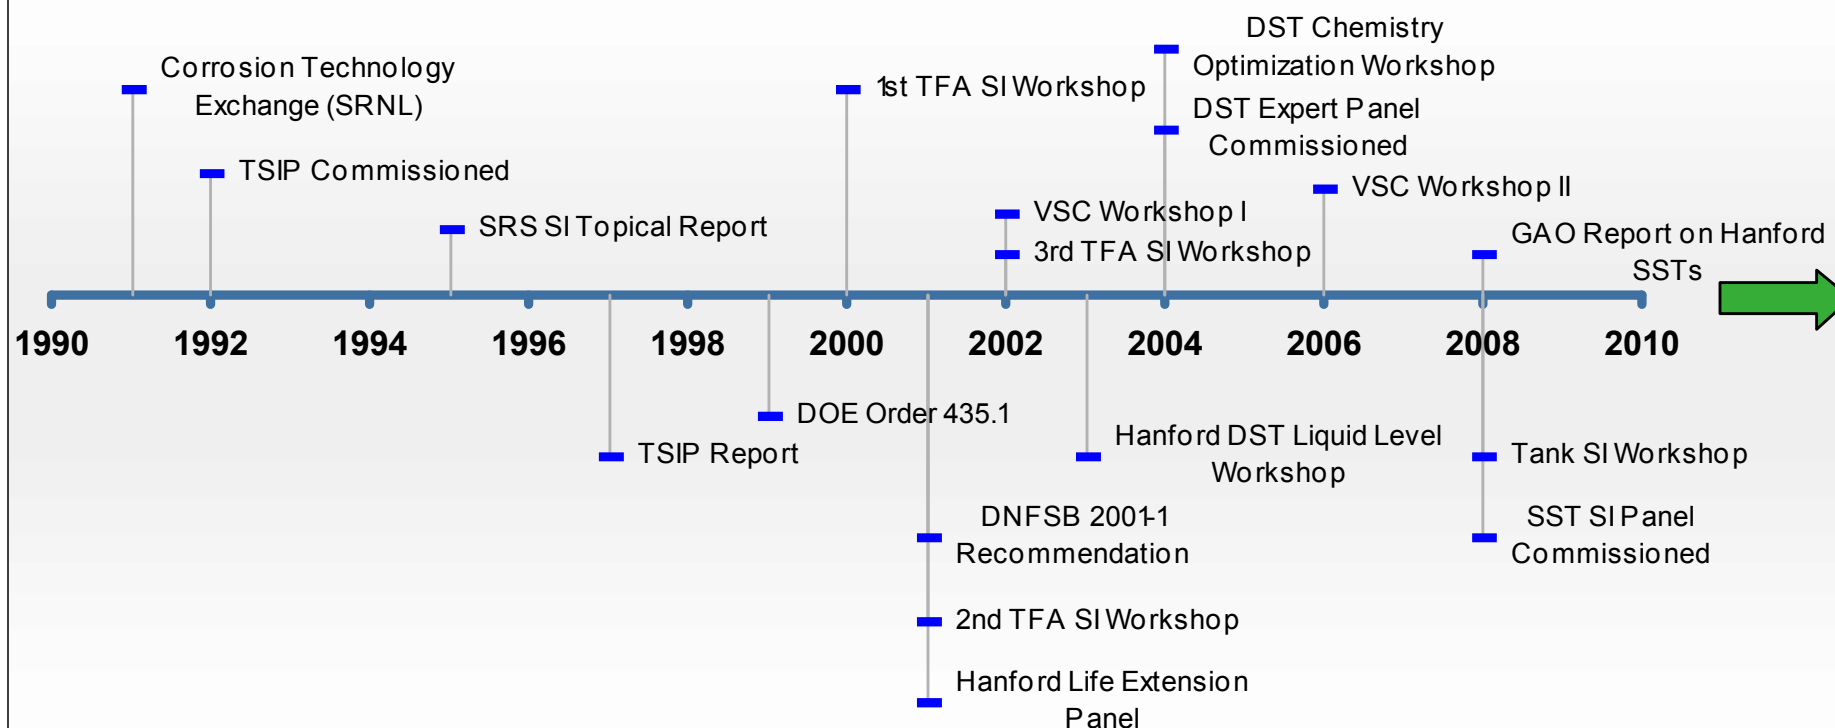 DST Chemistry
Optimization Workshop
Corrosion Technology
Exchange (SRNL)
1st TFA SI Workshop
DST Expert Panel
Commissioned
TSIP Commissioned
VSC Workshop II
VSC Workshop I
SRS SI Topical Report
3rd TFA SI Workshop
GAO Report on Hanford
SSTs
1990 1992 1994 1996 1998 2000 2002 2004 2006 2008 2010
DOE Order 435.1
TSIP Report
Hanford DST Liquid Level
Workshop
Tank SI Workshop
DNFSB 2001-1
Recommendation
SST SI Panel
Commissioned
2nd TFA SI Workshop
Hanford Life Extension
Panel